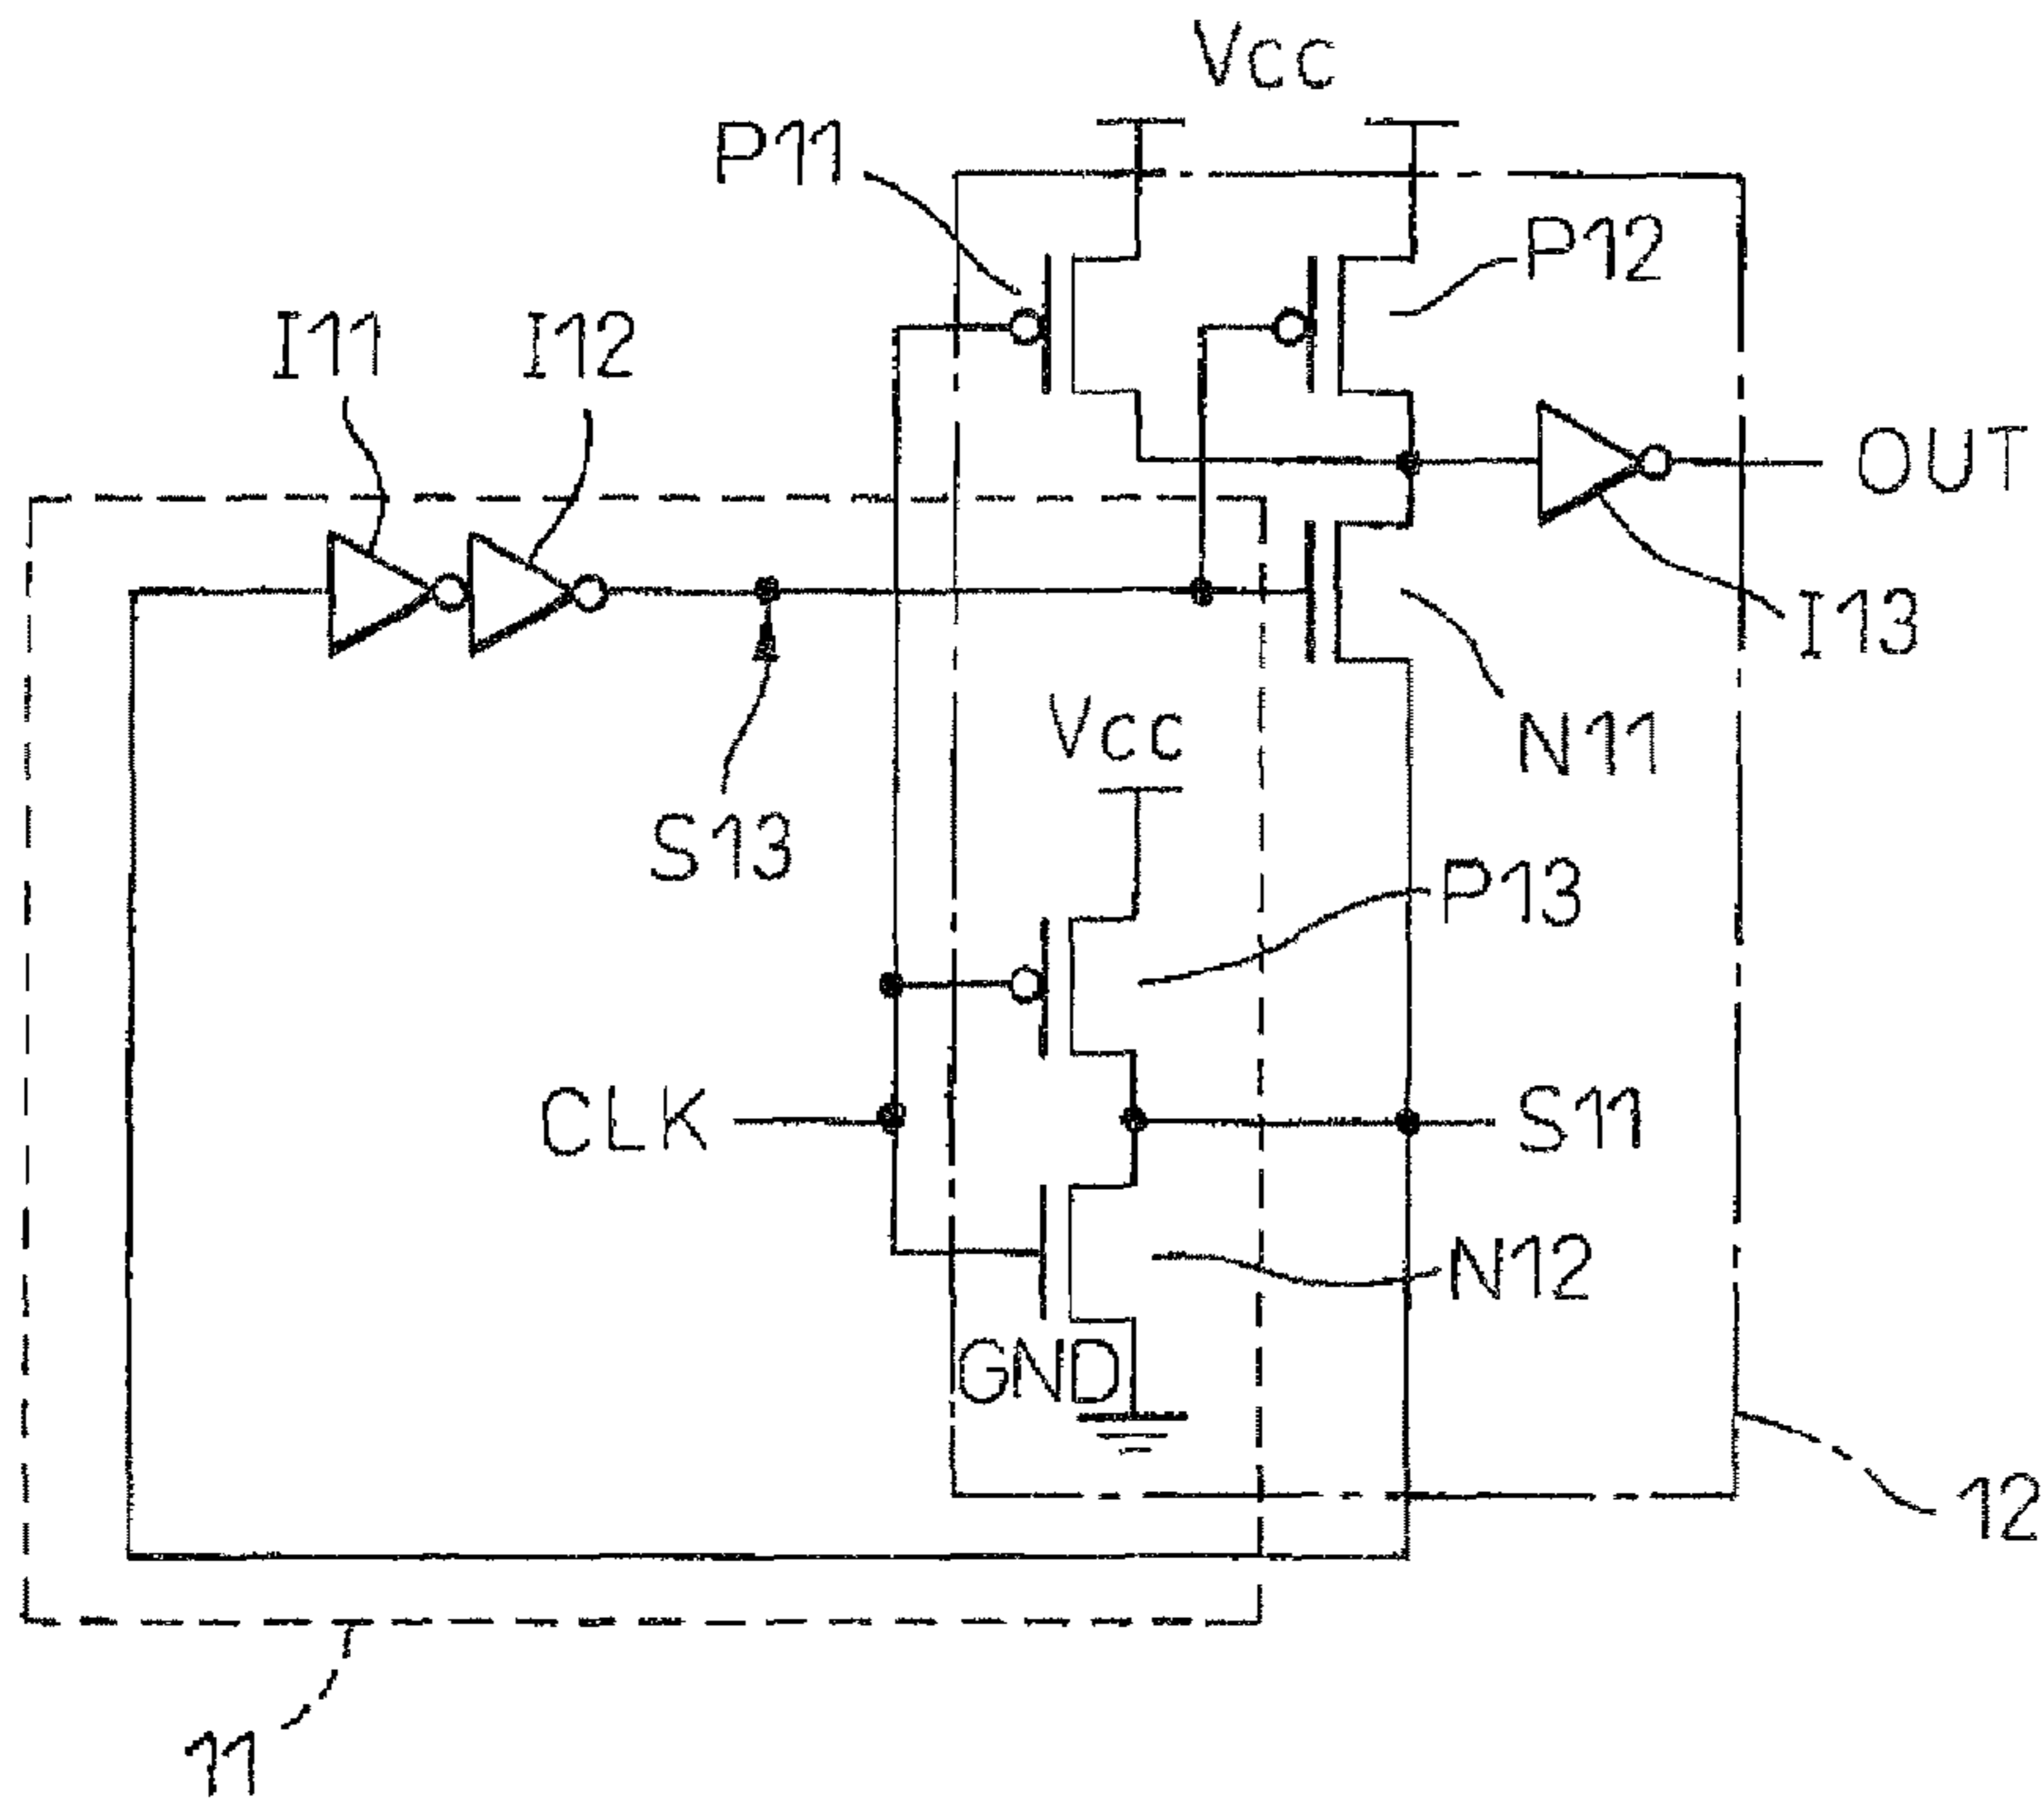 Vcc
P11
P12
I11
I12
OUT
I13
N11
Vcc
S13
P13
CLK
S11
N12
GND
12
11